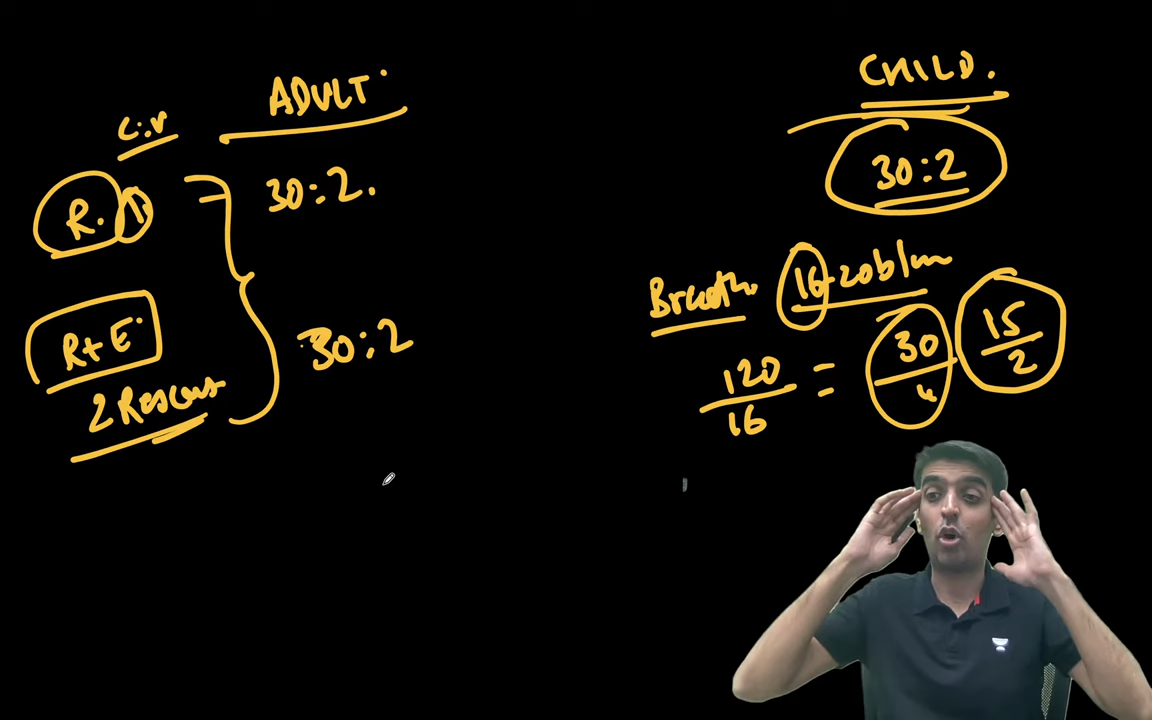 C:V
ADULT.
R. 1
30:2.
R+E.
2 Rescuer
30:2
CHILD.
30:2
Breath. 16-20b/m
120/16 = 30/4 15/2